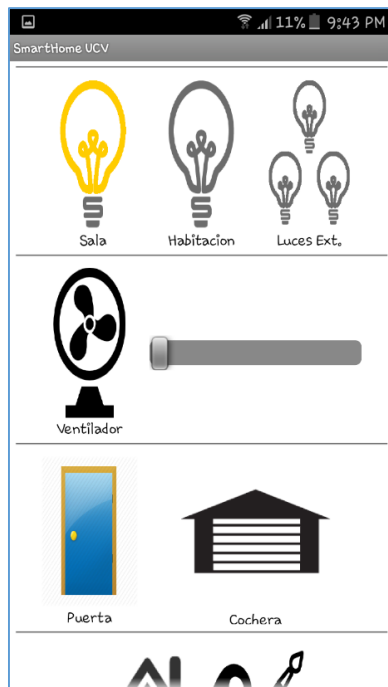 11% 9:43 PM
SmartHome UCV
Sala Habitacion Luces Ext.
Ventilador
Puerta Cochera